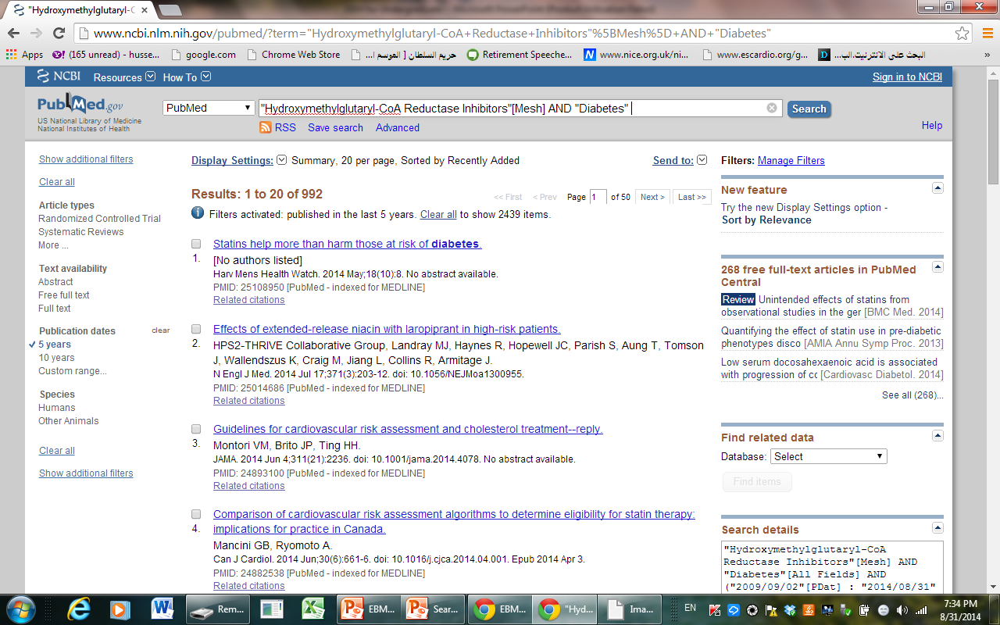 "Hydroxymethylglutaryl-C
www.ncbi.nlm.nih.gov/pubmed/?term="Hydroxymethylglutaryl-CoA+Reductase+Inhibitors"%5BMesh%5D+AND+"Diabetes"
Apps (165 unread) - husse... google.com Chrome Web Store حريم السلطان [ الموسم ا... Retirement Speeche... www.nice.org.uk/ni... www.escardio.org/g... البحث على الانترنيت.الب... »
NCBI Resources How To Sign in to NCBI
PubMed.gov
US National Library of Medicine
National Institutes of Health
PubMed "Hydroxymethylglutaryl-CoA Reductase Inhibitors"[Mesh] AND "Diabetes" Search
RSS Save search Advanced Help
Show additional filters
Clear all
Article types
Randomized Controlled Trial
Systematic Reviews
More ...
Text availability
Abstract
Free full text
Full text
Publication dates clear
5 years
10 years
Custom range...
Species
Humans
Other Animals
Clear all
Show additional filters
Display Settings: Summary, 20 per page, Sorted by Recently Added Send to:
Results: 1 to 20 of 992 << First < Prev Page 1 of 50 Next > Last >>
Filters activated: published in the last 5 years. Clear all to show 2439 items.
Statins help more than harm those at risk of diabetes.
1. [No authors listed]
Harv Mens Health Watch. 2014 May;18(10):8. No abstract available.
PMID: 25108950 [PubMed - indexed for MEDLINE]
Related citations
Effects of extended-release niacin with laropiprant in high-risk patients.
2. HPS2-THRIVE Collaborative Group, Landray MJ, Haynes R, Hopewell JC, Parish S, Aung T, Tomson
J, Wallendszus K, Craig M, Jiang L, Collins R, Armitage J.
N Engl J Med. 2014 Jul 17;371(3):203-12. doi: 10.1056/NEJMoa1300955.
PMID: 25014686 [PubMed - indexed for MEDLINE]
Related citations
Guidelines for cardiovascular risk assessment and cholesterol treatment--reply.
3. Montori VM, Brito JP, Ting HH.
JAMA. 2014 Jun 4;311(21):2236. doi: 10.1001/jama.2014.4078. No abstract available.
PMID: 24893100 [PubMed - indexed for MEDLINE]
Related citations
Comparison of cardiovascular risk assessment algorithms to determine eligibility for statin therapy:
4. implications for practice in Canada.
Mancini GB, Ryomoto A.
Can J Cardiol. 2014 Jun;30(6):661-6. doi: 10.1016/j.cjca.2014.04.001. Epub 2014 Apr 3.
PMID: 24882538 [PubMed - indexed for MEDLINE]
Related citations
Filters: Manage Filters
New feature
Try the new Display Settings option -
Sort by Relevance
268 free full-text articles in PubMed
Central
Review Unintended effects of statins from
observational studies in the ger [BMC Med. 2014]
Quantifying the effect of statin use in pre-diabetic
phenotypes disco [AMIA Annu Symp Proc. 2013]
Low serum docosahexaenoic acid is associated
with progression of cc [Cardiovasc Diabetol. 2014]
See all (268)...
Find related data
Database: Select
Find items
Search details
"Hydroxymethylglutaryl-CoA
Reductase Inhibitors"[Mesh] AND
"Diabetes"[All Fields] AND
("2009/09/02"[PDat] : "2014/08/31"
Rem... EBM... Sear... EBM... "Hyd... Ima... EN 7:34 PM
8/31/2014